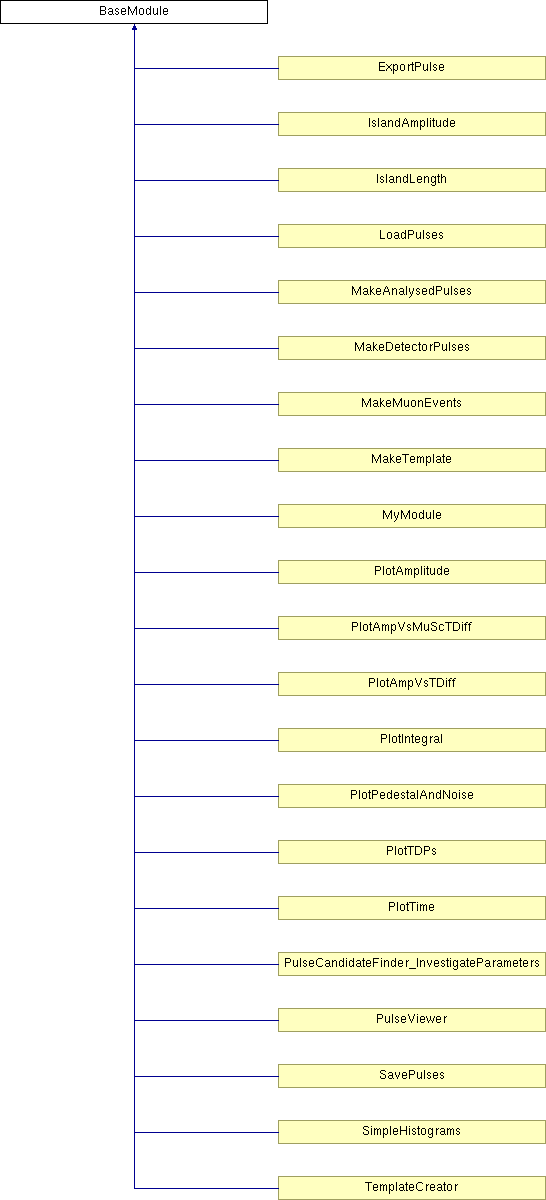 BaseModule
ExportPulse
IslandAmplitude
IslandLength
LoadPulses
MakeAnalysedPulses
MakeDetectorPulses
MakeMuonEvents
MakeTemplate
MyModule
PlotAmplitude
PlotAmpVsMuScTDiff
PlotAmpVsTDiff
PlotIntegral
PlotPedestalAndNoise
PlotTDPs
PlotTime
PulseCandidateFinder_InvestigateParameters
PulseViewer
SavePulses
SimpleHistograms
TemplateCreator